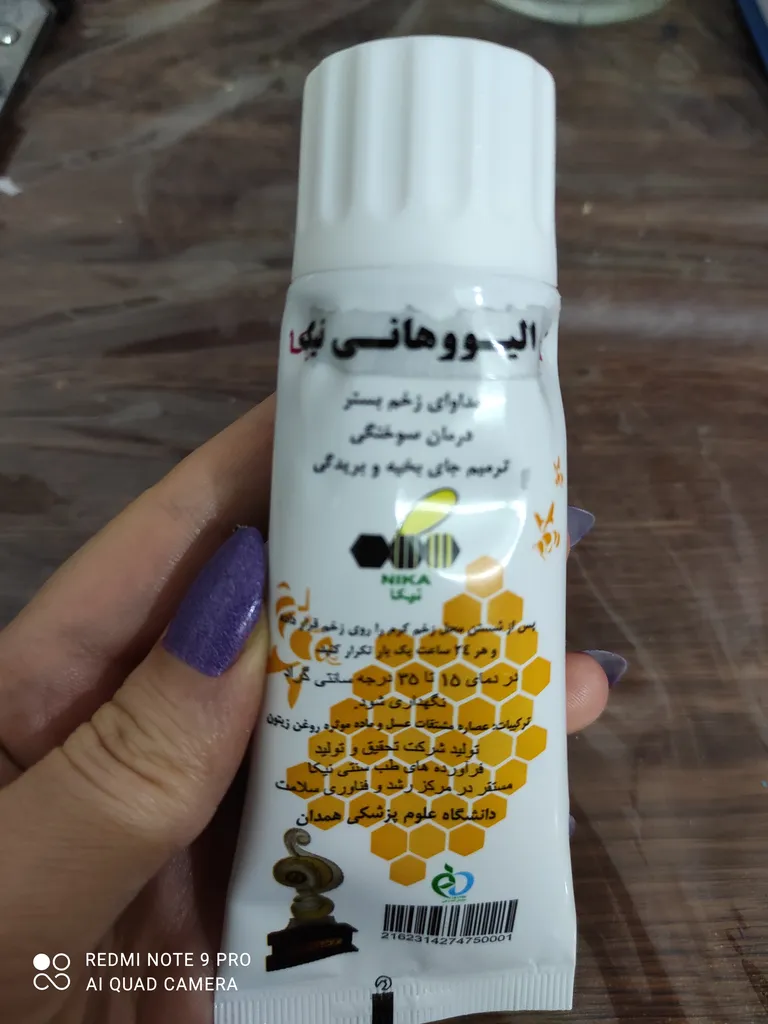 الیووهانی نیکا
مداوای زخم بستر
درمان سوختگی
ترمیم جای بخیه و بریدگی
NIKA
نیکا
پس از شستن محل زخم کرم را روی زخم قرار داده
و هر ۲۴ ساعت یک بار تکرار کنید
در دمای ۱۵ تا ۳۵ درجه سانتی گراد
نگهداری شود.
ترکیبات: عصاره مشتقات عسل و ماده موثره روغن زیتون
تولید شرکت تحقیق و تولید
فرآورده های طب سنتی نیکا
مستقر در مرکز رشد و فناوری سلامت
دانشگاه علوم پزشکی همدان
2162314274750001
REDMI NOTE 9 PRO
AI QUAD CAMERA